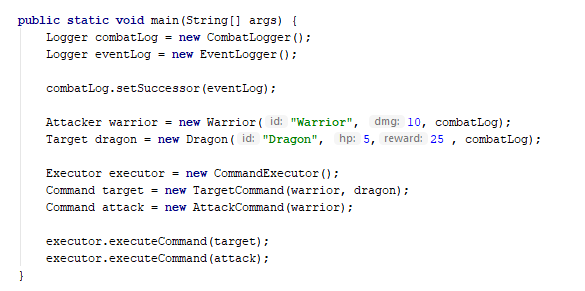 public static void main(String[] args) {
    Logger combatLog = new CombatLogger();
    Logger eventLog = new EventLogger();

    combatLog.setSuccessor(eventLog);

    Attacker warrior = new Warrior( id: "Warrior", dmg: 10, combatLog);
    Target dragon = new Dragon( id: "Dragon", hp: 5, reward: 25 , combatLog);

    Executor executor = new CommandExecutor();
    Command target = new TargetCommand(warrior, dragon);
    Command attack = new AttackCommand(warrior);

    executor.executeCommand(target);
    executor.executeCommand(attack);
}